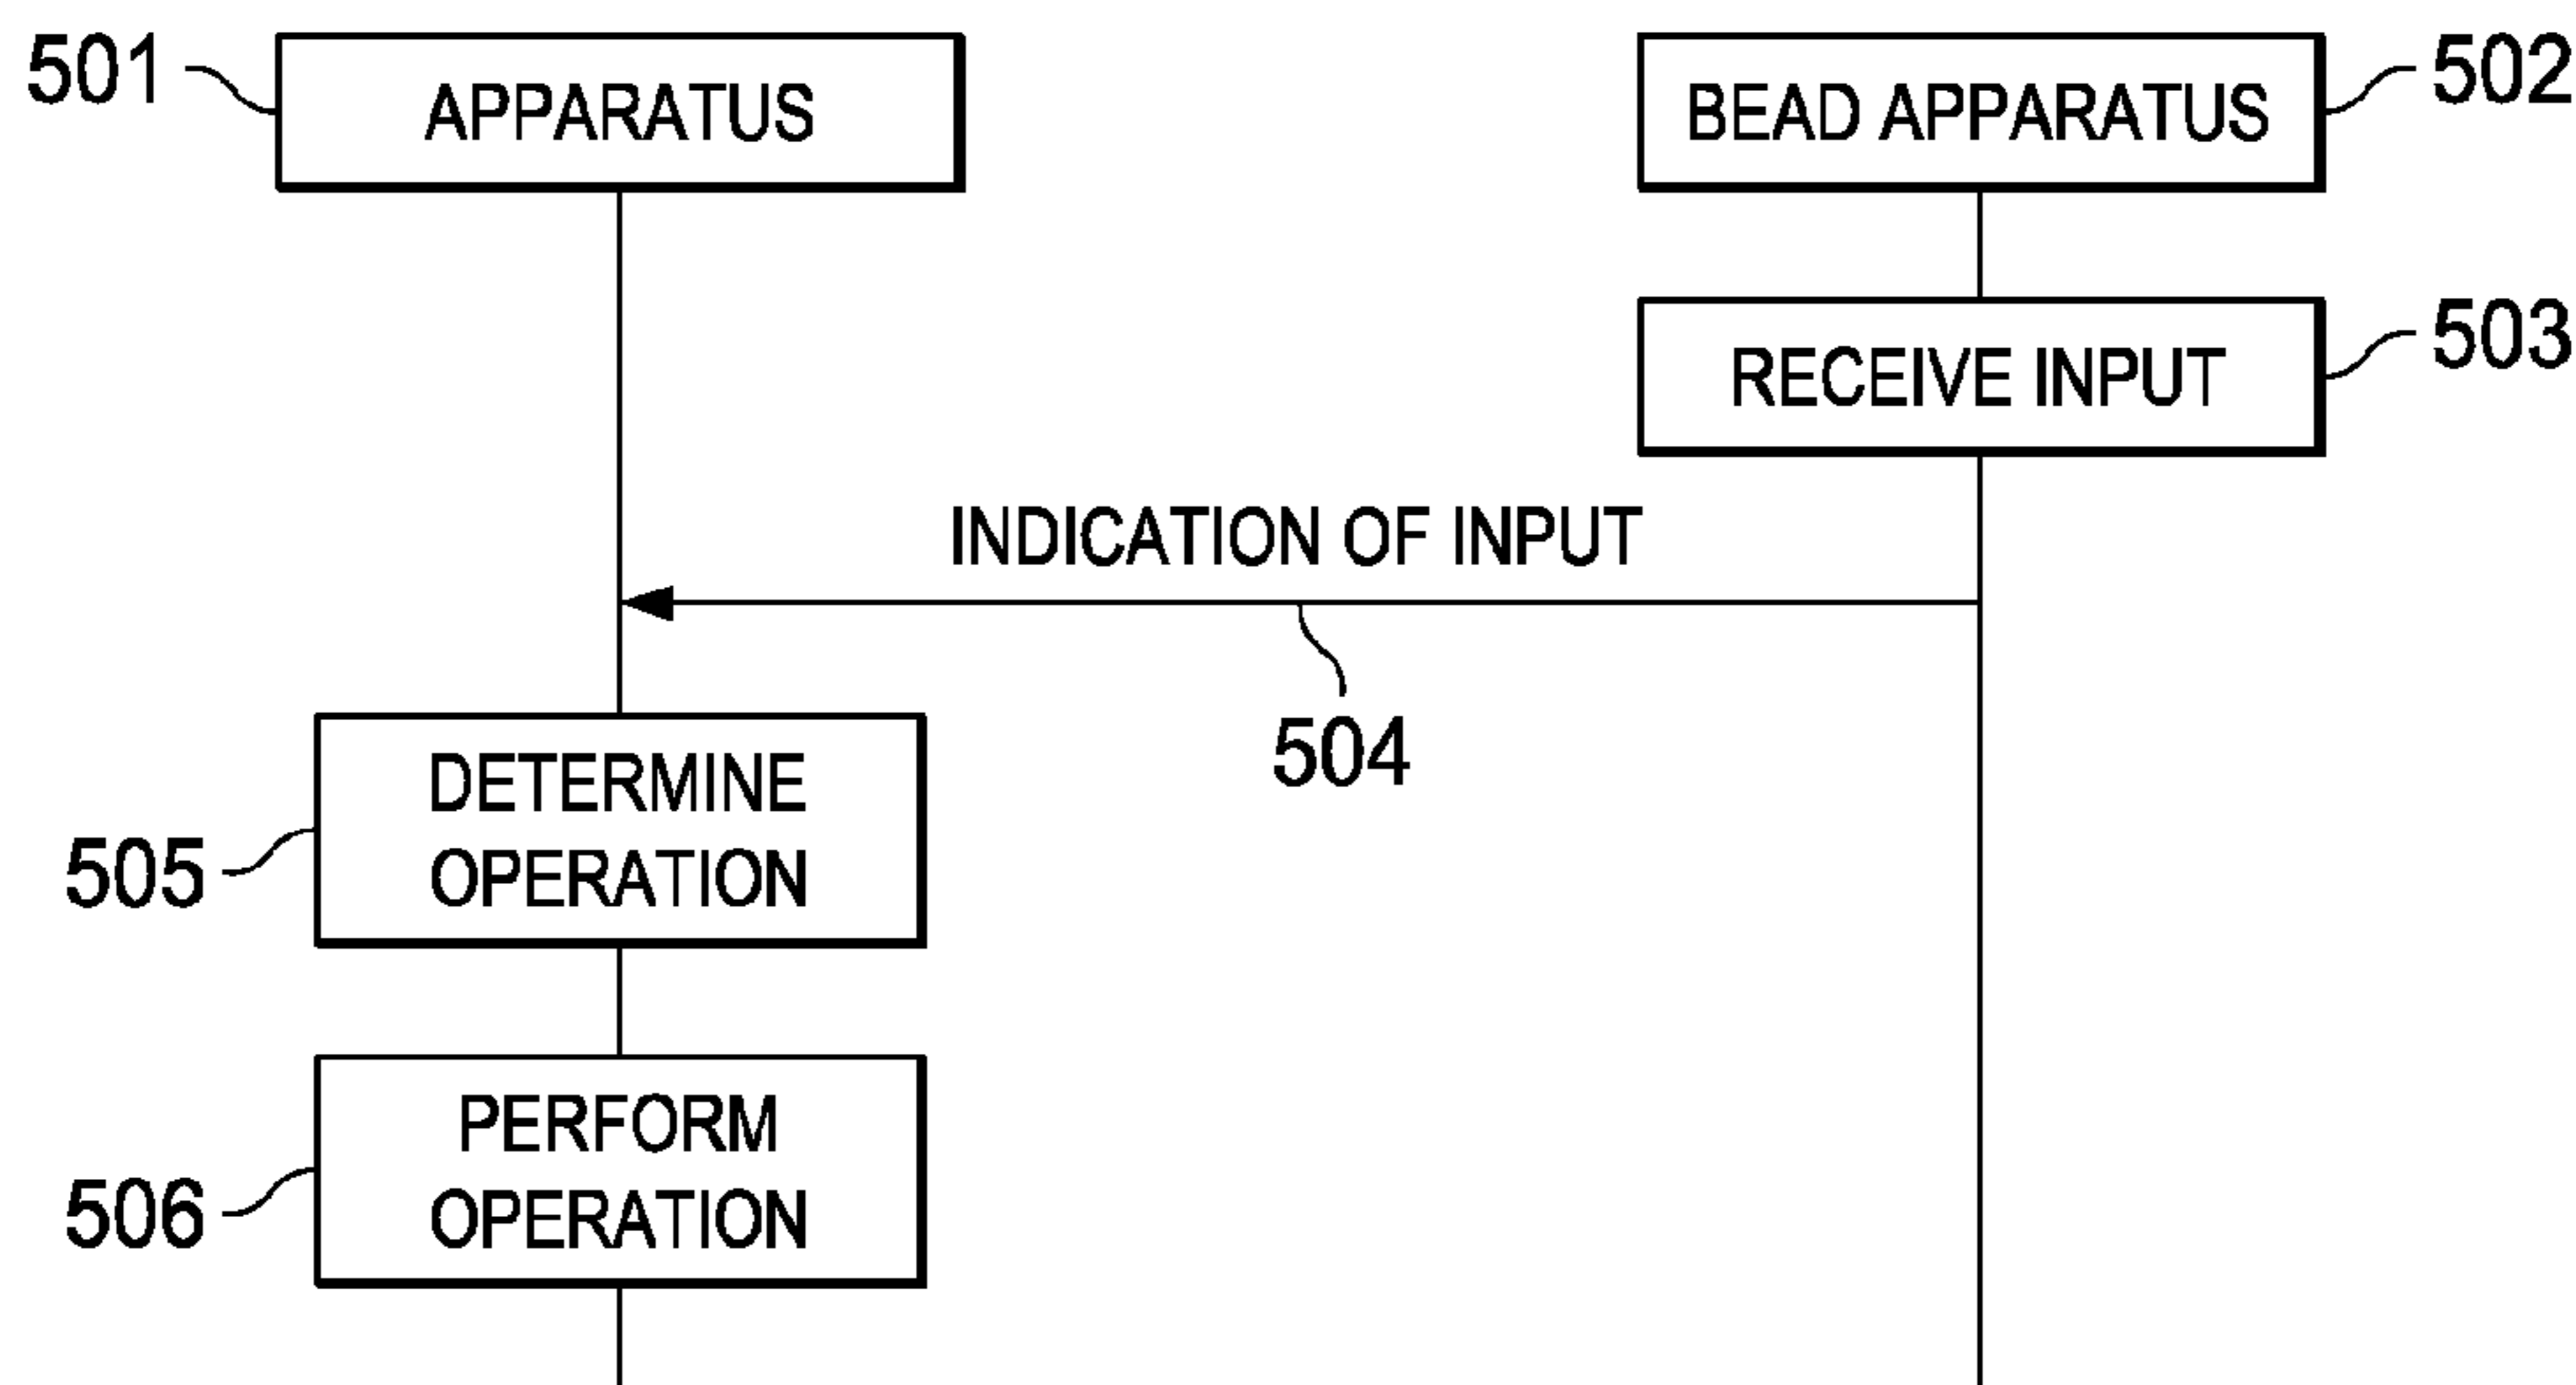 501
APPARATUS
BEAD APPARATUS
502
RECEIVE INPUT
503
INDICATION OF INPUT
504
DETERMINE
OPERATION
505
PERFORM
OPERATION
506